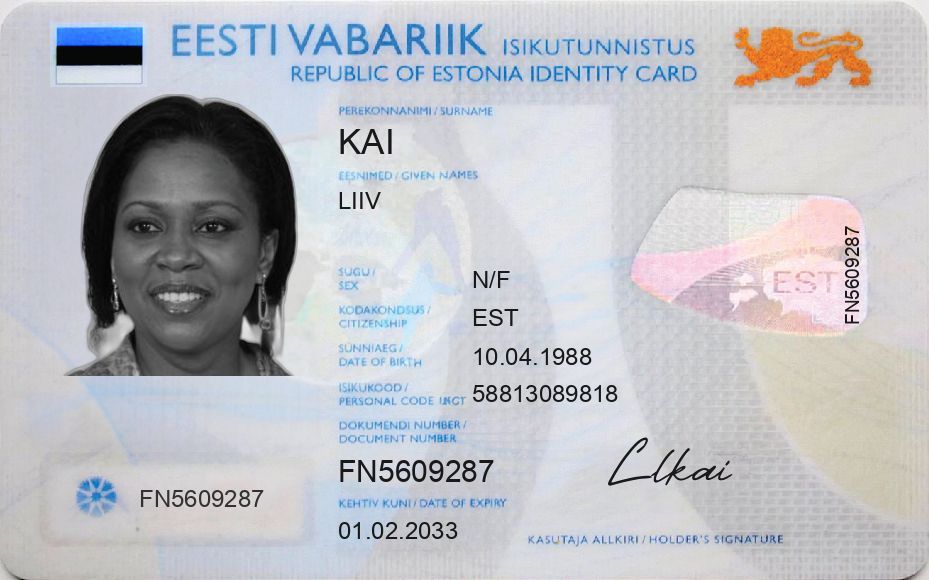 EESTI VABARIIK ISIKUTUNNISTUS
REPUBLIC OF ESTONIA IDENTITY CARD
PEREKONNANIMI / SURNAME
KAI
EESNIMED / GIVEN NAMES
LIIV
SUGU / SEX
N/F
KODAKONDSUS / CITIZENSHIP
EST
SÜNNIAEG / DATE OF BIRTH
10.04.1988
ISIKUKOOD / PERSONAL CODE
58813089818
DOKUMENDI NUMBER / DOCUMENT NUMBER
FN5609287
KEHTIV KUNI / DATE OF EXPIRY
01.02.2033
FN5609287
EST
FN5609287
Llkai
KASUTAJA ALLKIRI / HOLDER'S SIGNATURE